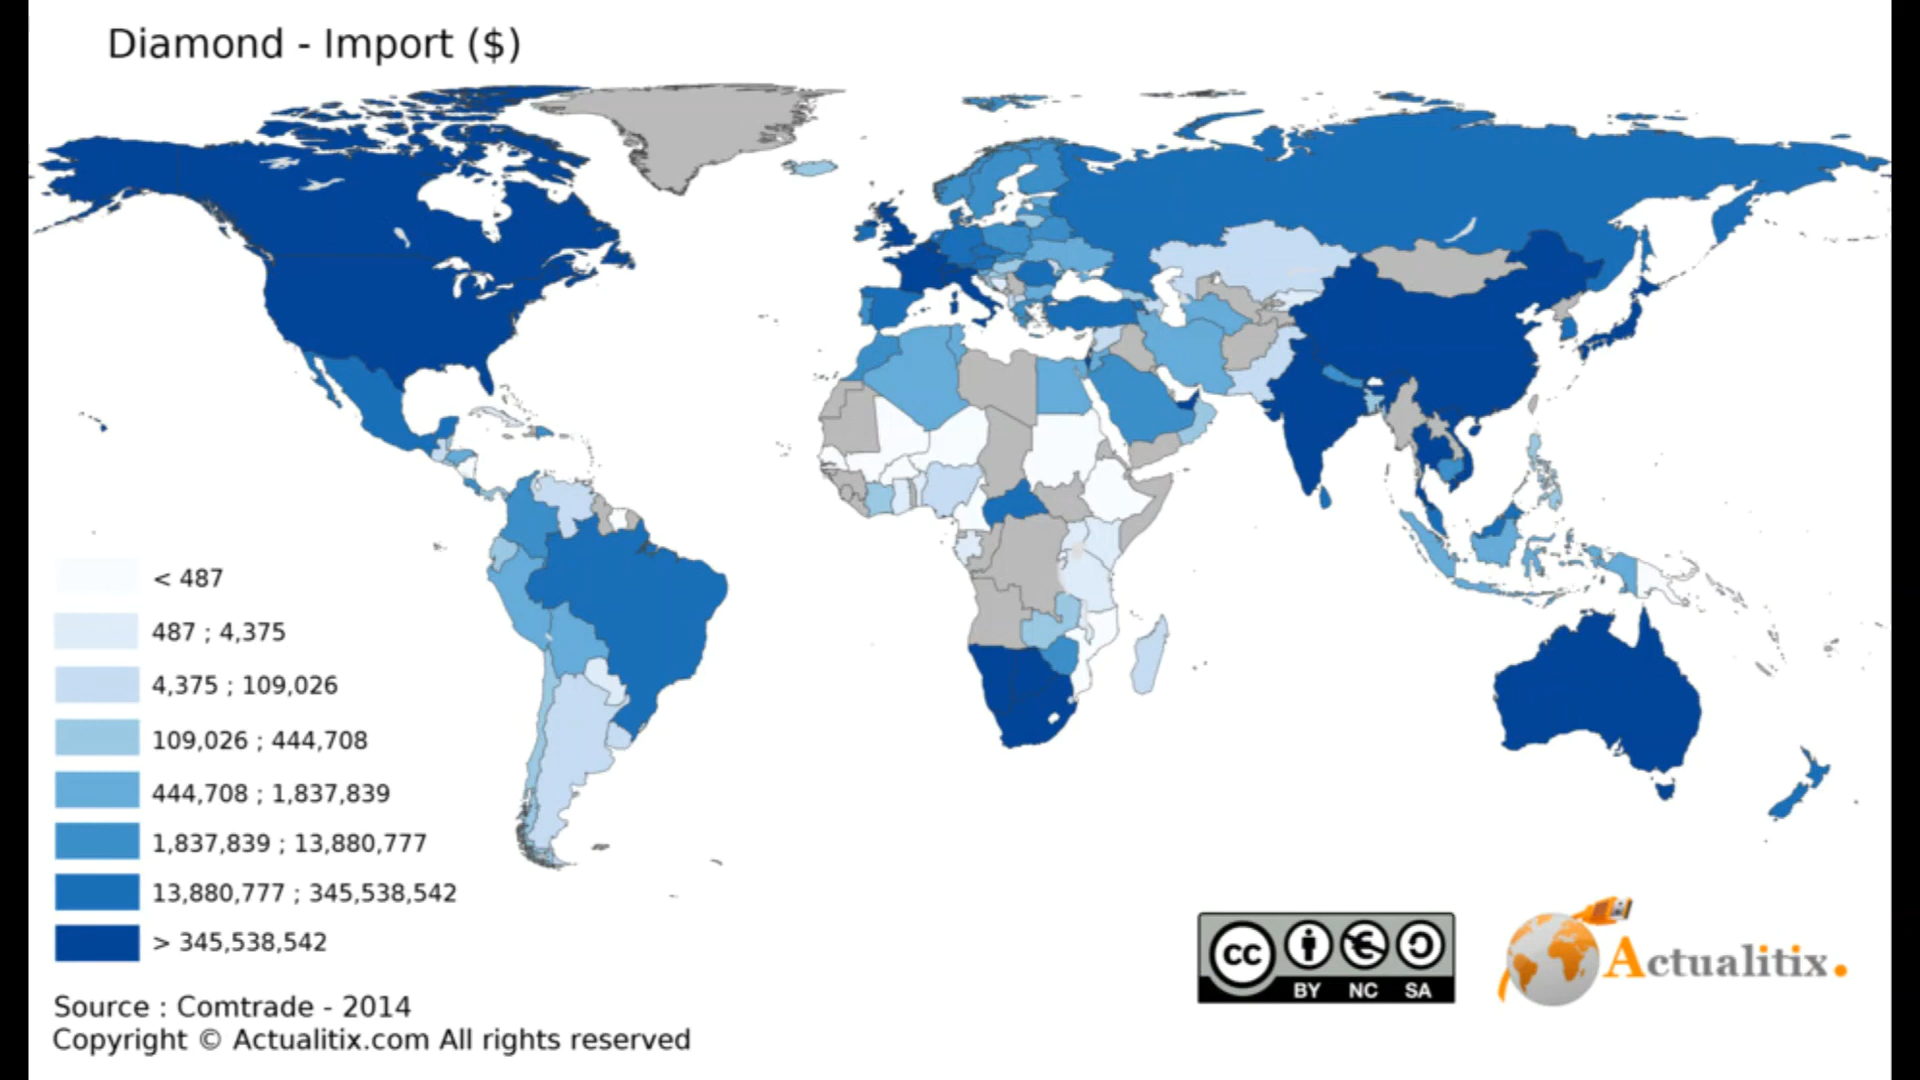 Diamond - Import ($)
< 487
487 ; 4,375
4,375 ; 109,026
109,026 ; 444,708
444,708 ; 1,837,839
1,837,839 ; 13,880,777
13,880,777 ; 345,538,542
> 345,538,542
Source : Comtrade - 2014
Copyright © Actualitix.com All rights reserved
cc
BY NC SA
Actualitix.